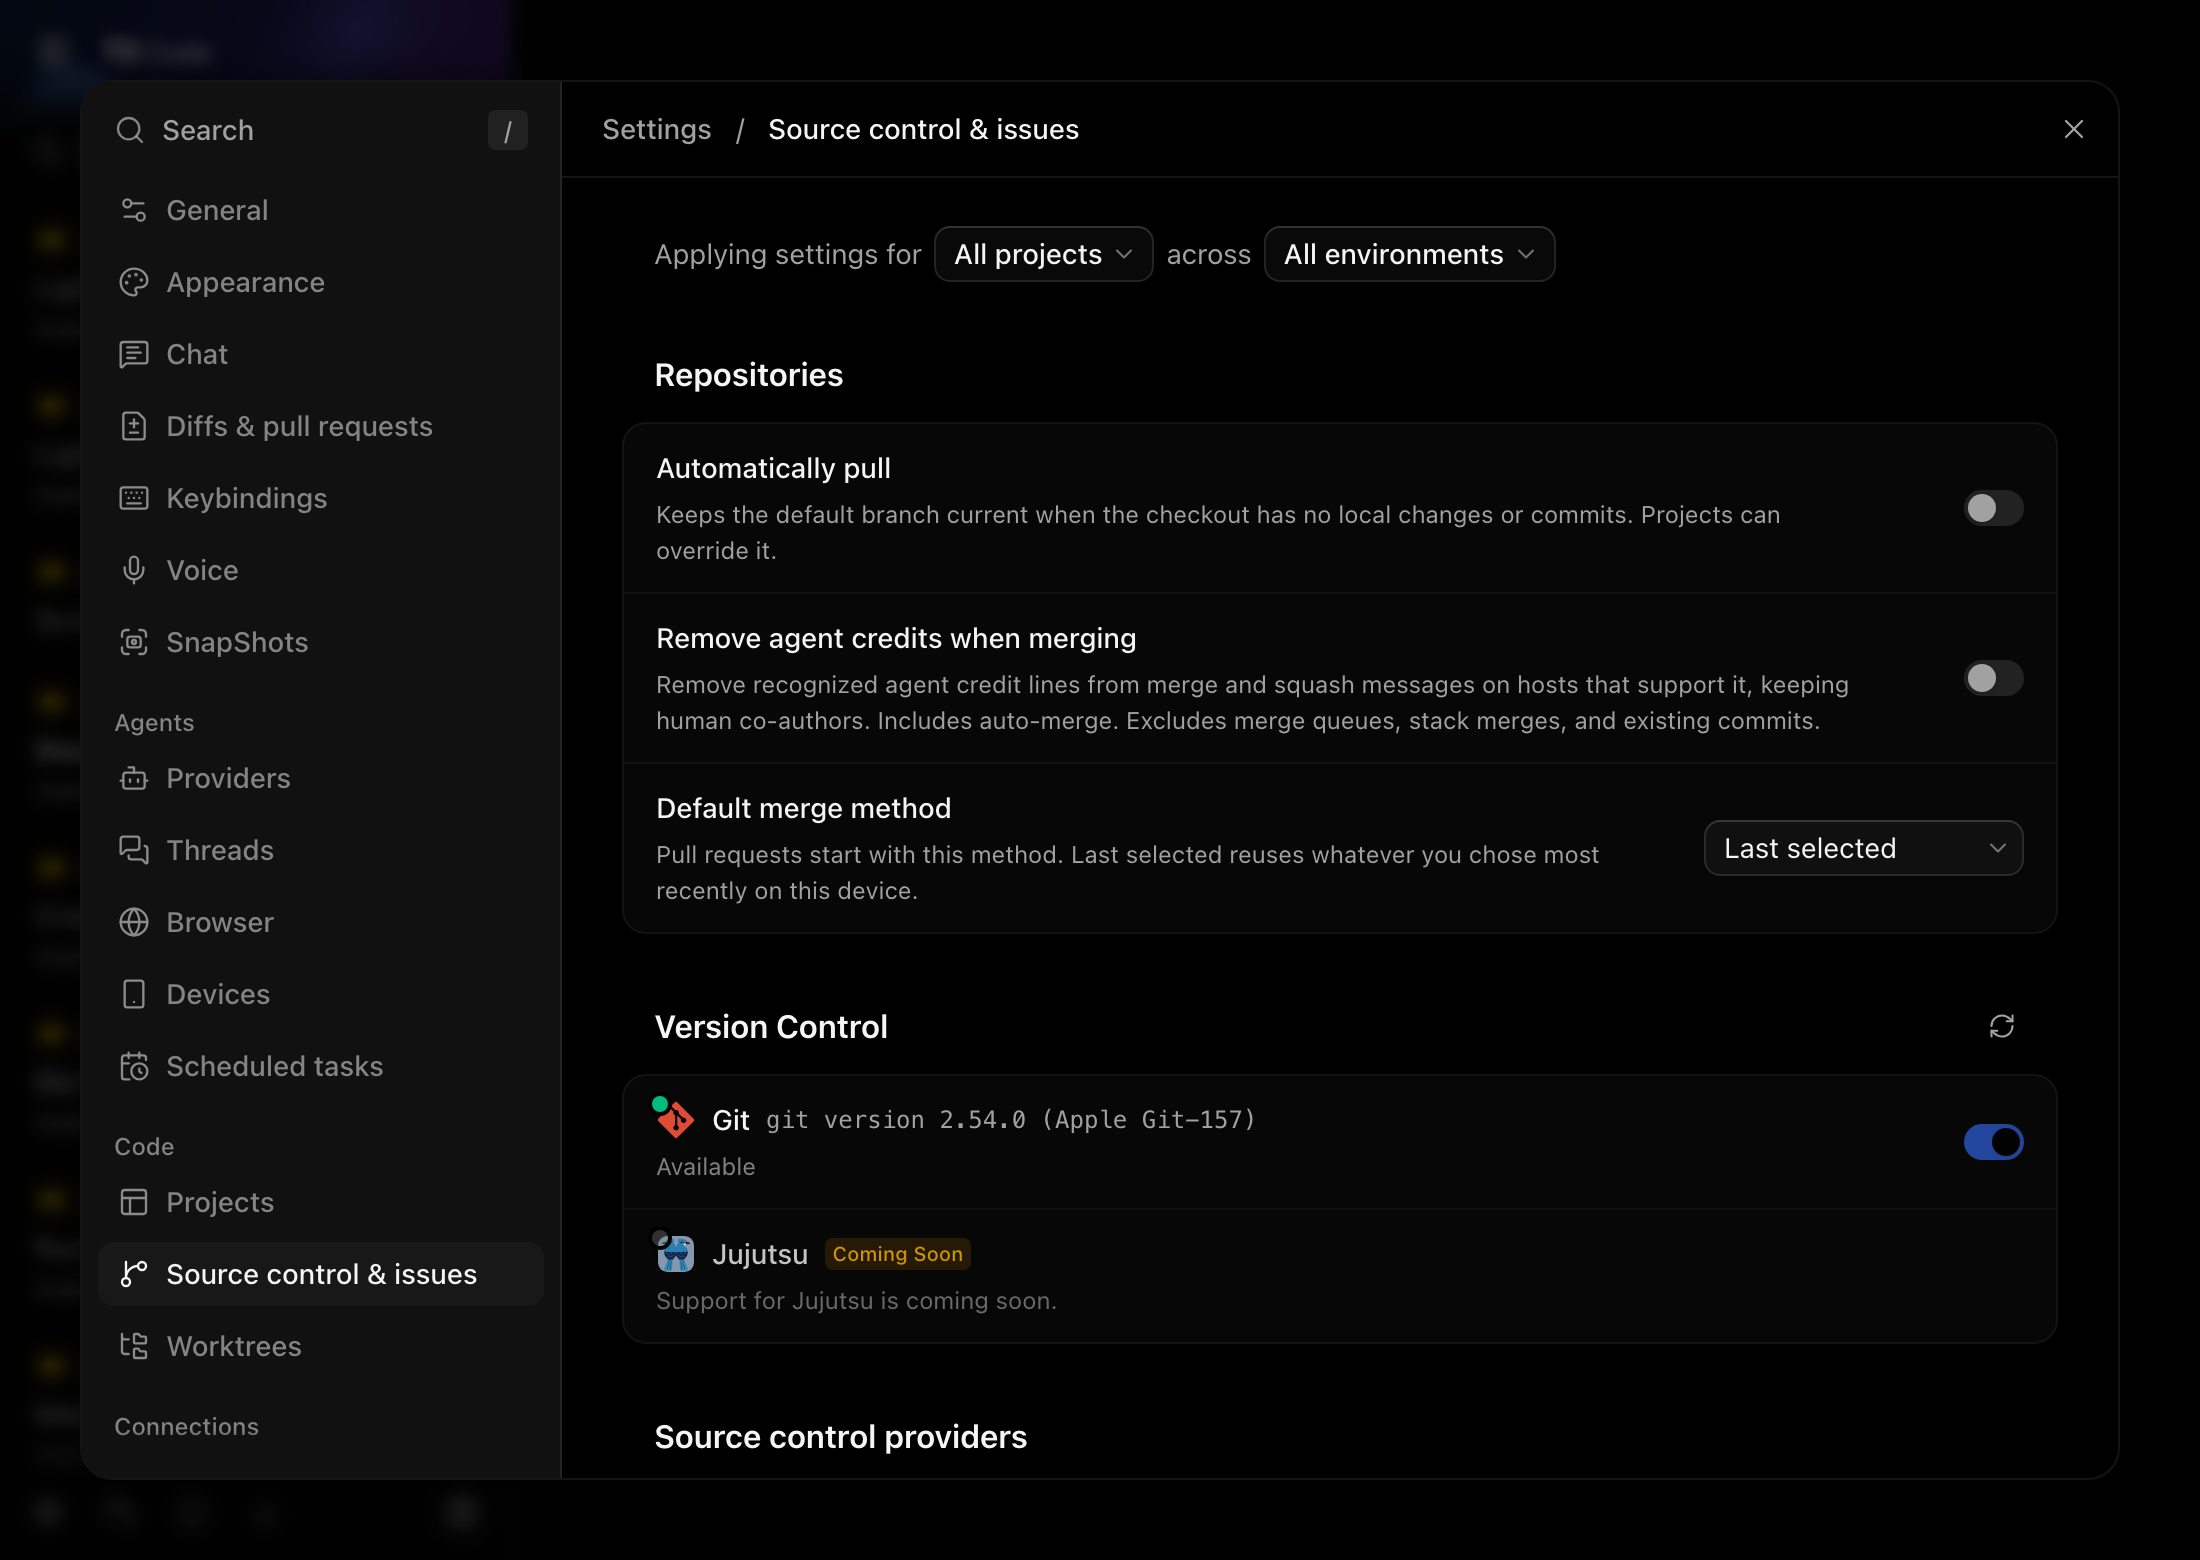 Search
/
General
Appearance
Chat
Diffs & pull requests
Keybindings
Voice
SnapShots
Agents
Providers
Threads
Browser
Devices
Scheduled tasks
Code
Projects
Source control & issues
Worktrees
Connections
Settings / Source control & issues
Applying settings for All projects across All environments
Repositories
Automatically pull
Keeps the default branch current when the checkout has no local changes or commits. Projects can
override it.
Remove agent credits when merging
Remove recognized agent credit lines from merge and squash messages on hosts that support it, keeping
human co-authors. Includes auto-merge. Excludes merge queues, stack merges, and existing commits.
Default merge method
Pull requests start with this method. Last selected reuses whatever you chose most
recently on this device.
Last selected
Version Control
Git git version 2.54.0 (Apple Git-157)
Available
Jujutsu Coming Soon
Support for Jujutsu is coming soon.
Source control providers